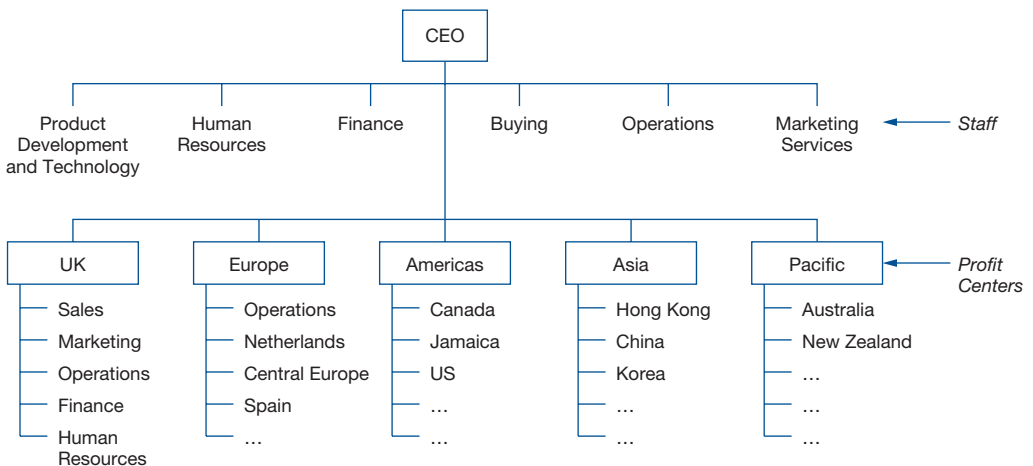 CEO
Product
Development
and Technology
Human
Resources
Finance
Buying
Operations
Marketing
Services
Staff
UK
Europe
Americas
Asia
Pacific
Profit
Centers
Sales
Marketing
Operations
Finance
Human
Resources
Operations
Netherlands
Central Europe
Spain
...
Canada
Jamaica
US
...
...
Hong Kong
China
Korea
...
...
Australia
New Zealand
...
...
...